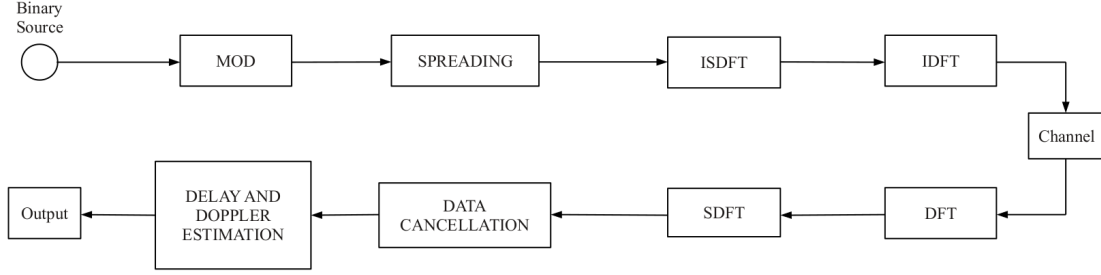 Binary
Source
MOD
SPREADING
ISDFT
IDFT
Channel
DFT
SDFT
DATA
CANCELLATION
DELAY AND
DOPPLER
ESTIMATION
Output